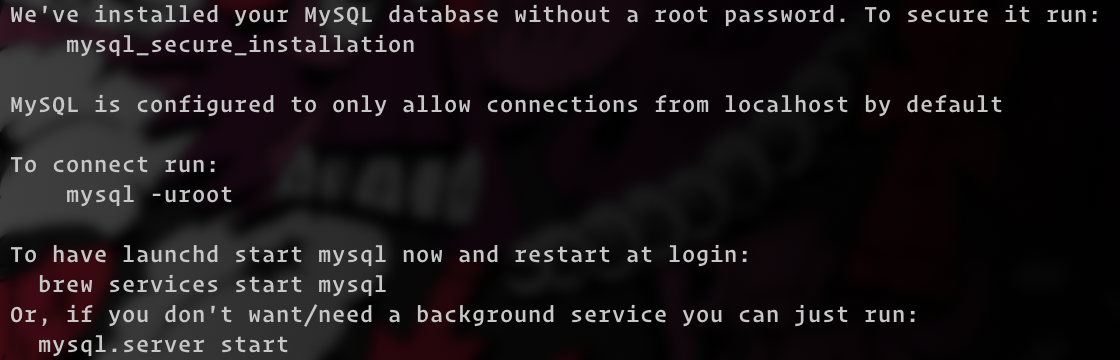 We've installed your MySQL database without a root password. To secure it run:
    mysql_secure_installation

MySQL is configured to only allow connections from localhost by default

To connect run:
    mysql -uroot

To have launchd start mysql now and restart at login:
  brew services start mysql
Or, if you don't want/need a background service you can just run:
  mysql.server start